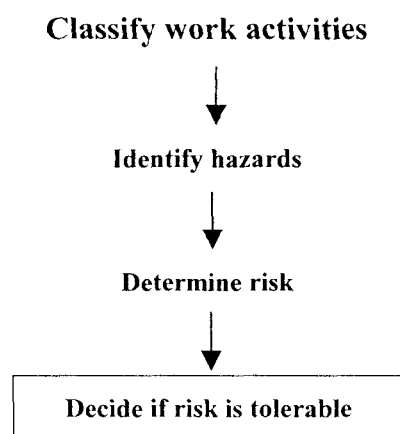 Classify work activities
Identify hazards
Determine risk
Decide if risk is tolerable